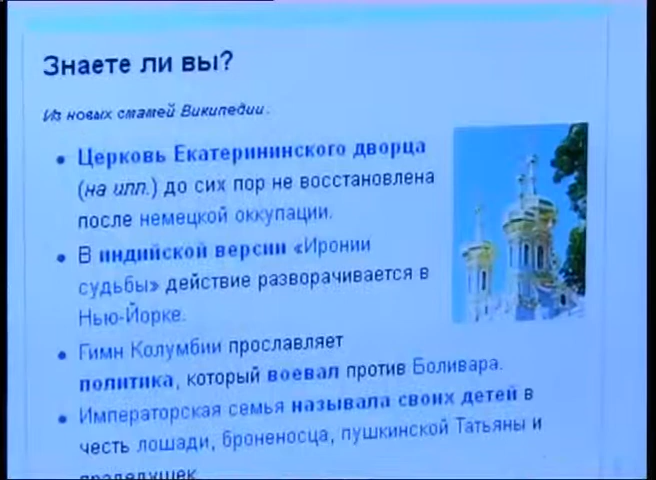 Знаете ли вы?
Из новых статей Википедии:
Церковь Екатерининского дворца
(на илл.) до сих пор не восстановлена
после немецкой оккупации.
В индийской версии «Иронии
судьбы» действие разворачивается в
Нью-Йорке.
Гимн Колумбии прославляет
политика, который воевал против Боливара.
Императорская семья называла своих детей в
честь лошади, броненосца, пушкинской Татьяны и
прадедушек.